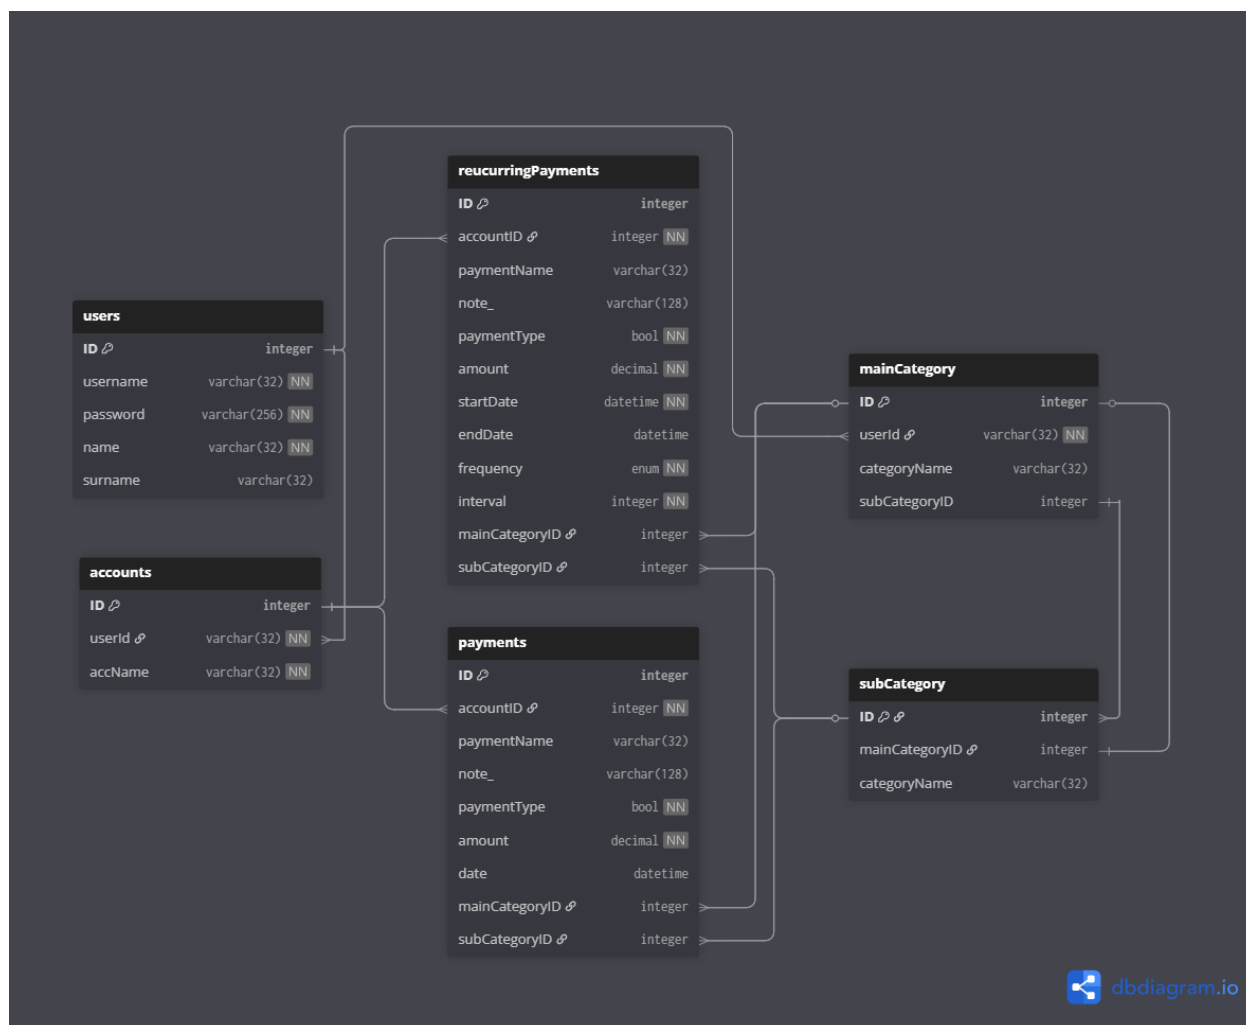 reucurringPayments
ID integer
accountID integer NN
paymentName varchar(32)
note_ varchar(128)
paymentType bool NN
amount decimal NN
startDate datetime NN
endDate datetime
frequency enum NN
interval integer NN
mainCategoryID integer
subCategoryID integer
users
ID integer
username varchar(32) NN
password varchar(256) NN
name varchar(32) NN
surname varchar(32)
accounts
ID integer
userId varchar(32) NN
accName varchar(32) NN
payments
ID integer
accountID integer NN
paymentName varchar(32)
note_ varchar(128)
paymentType bool NN
amount decimal NN
date datetime
mainCategoryID integer
subCategoryID integer
mainCategory
ID integer
userId varchar(32) NN
categoryName varchar(32)
subCategoryID integer
subCategory
ID integer
mainCategoryID integer
categoryName varchar(32)
dbdiagram.io